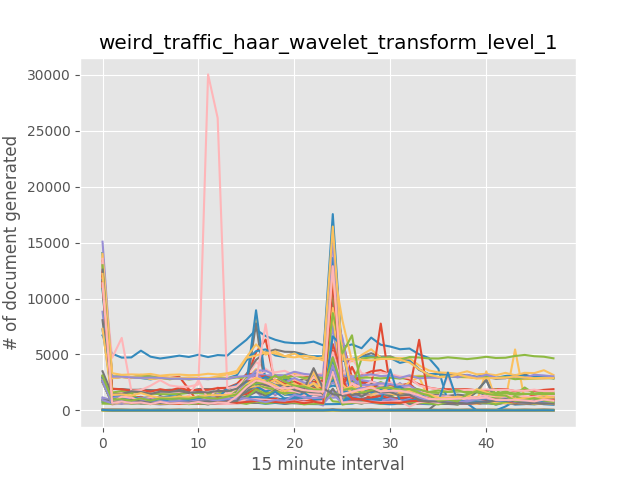 weird_traffic_haar_wavelet_transform_level_1
# of document generated
30000
25000
20000
15000
10000
5000
0
0 10 20 30 40
15 minute interval